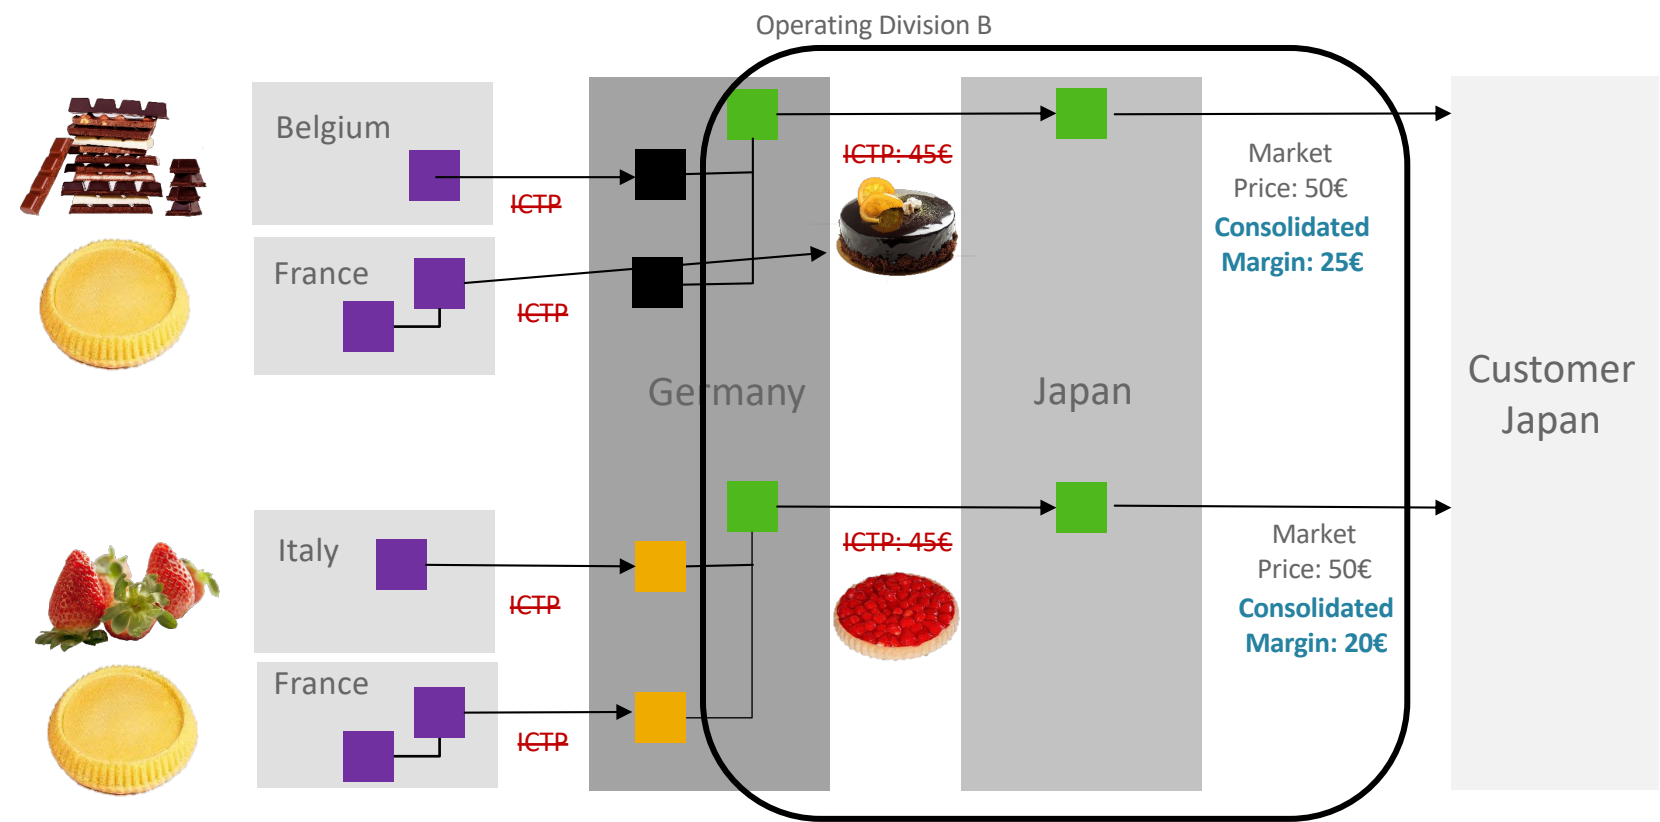 Operating Division B
Belgium
ICTP
ICTP: 45€
Market
Price: 50€
Consolidated
Margin: 25€
France
ICTP
Germany
Japan
Customer
Japan
Italy
ICTP
ICTP: 45€
Market
Price: 50€
Consolidated
Margin: 20€
France
ICTP